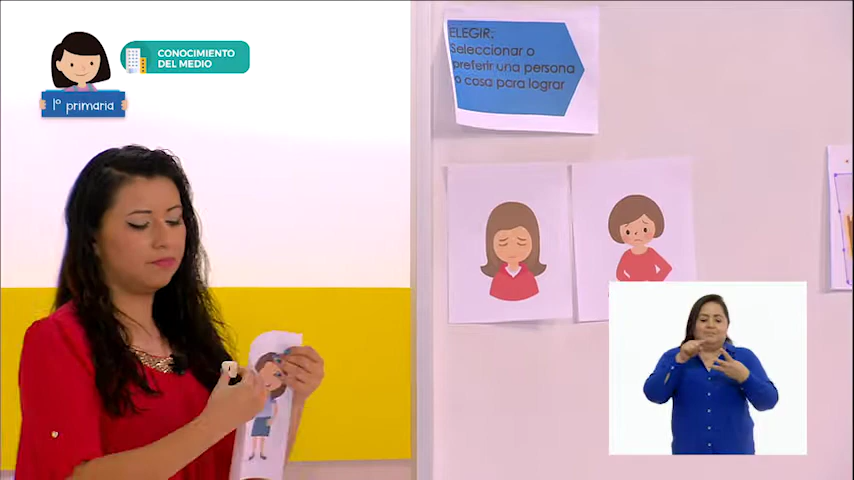 CONOCIMIENTO
DEL MEDIO
1° primaria
ELEGIR:
Seleccionar o
preferir una persona
o cosa para lograr